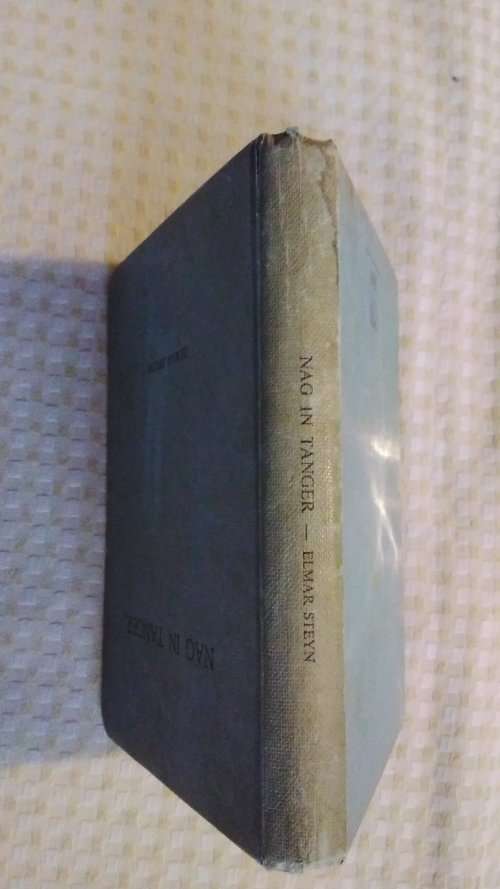 NAG IN TANGER — ELMAR STEYN
NAG IN TANGER